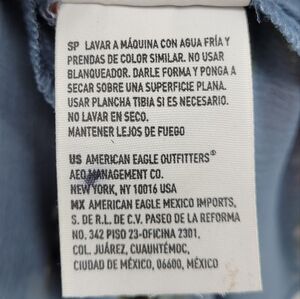 SP LAVAR A MÁQUINA CON AGUA FRÍA Y
PRENDAS DE COLOR SIMILAR. NO USAR
BLANQUEADOR. DARLE FORMA Y PONGA A
SECAR SOBRE UNA SUPERFICIE PLANA.
USAR PLANCHA TIBIA SI ES NECESARIO.
NO LAVAR EN SECO.
MANTENER LEJOS DE FUEGO
US AMERICAN EAGLE OUTFITTERS®
AEO MANAGEMENT CO.
NEW YORK, NY 10016 USA
MX AMERICAN EAGLE MEXICO IMPORTS,
S. DE R.L. DE C.V. PASEO DE LA REFORMA
NO. 342 PISO 23-OFICINA 2301,
COL. JUÁREZ, CUAUHTÉMOC,
CIUDAD DE MÉXICO, 06600, MÉXICO